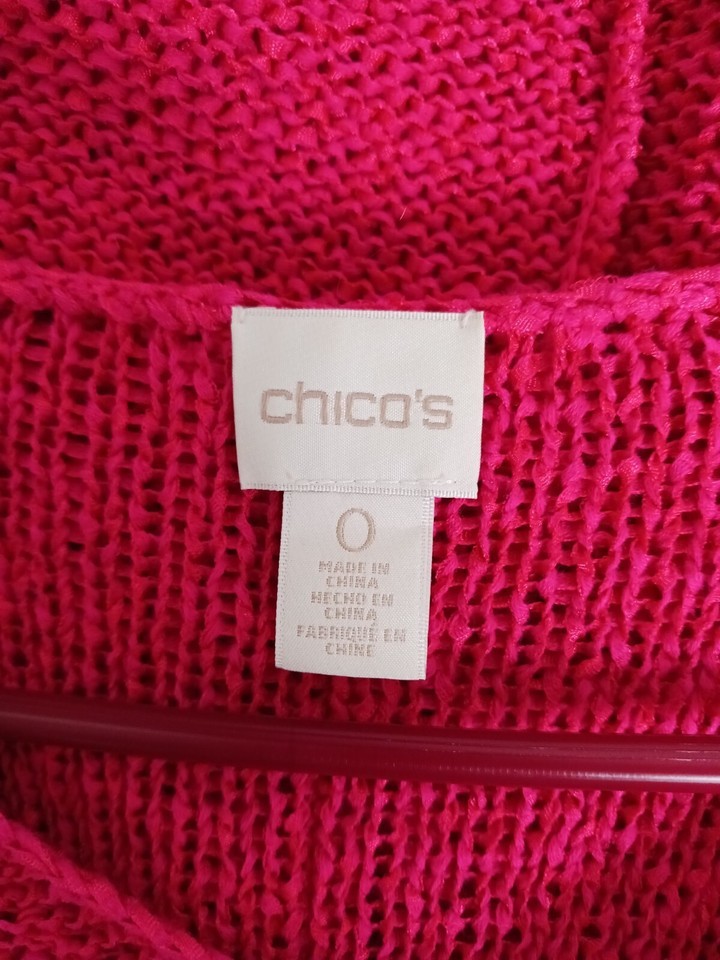 chico's
0
MADE IN
CHINA
HECHO EN
CHINA
FABRIQUÉ EN
CHINE